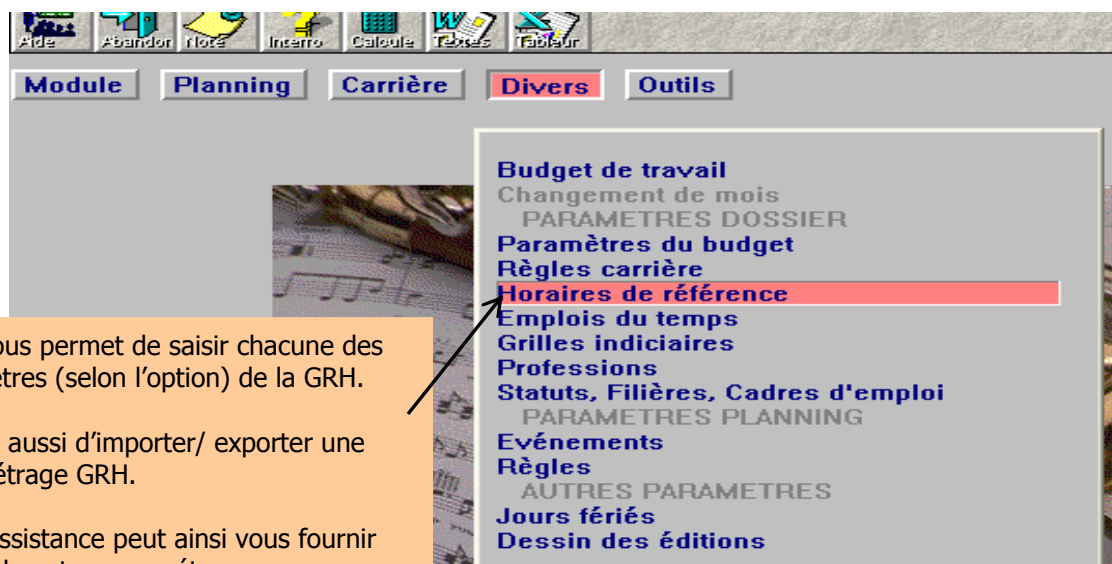 Aide Abandon Note Interro Calcule Textes Tableur
Module Planning Carrière Divers Outils
Budget de travail
Changement de mois
PARAMETRES DOSSIER
Paramètres du budget
Règles carrière
Horaires de référence
Emplois du temps
Grilles indiciaires
Professions
Statuts, Filières, Cadres d'emploi
PARAMETRES PLANNING
Evénements
Règles
AUTRES PARAMETRES
Jours fériés
Dessin des éditions
ous permet de saisir chacune des
ètres (selon l’option) de la GRH.
aussi d’importer/ exporter une
étrage GRH.
ssistance peut ainsi vous fournir